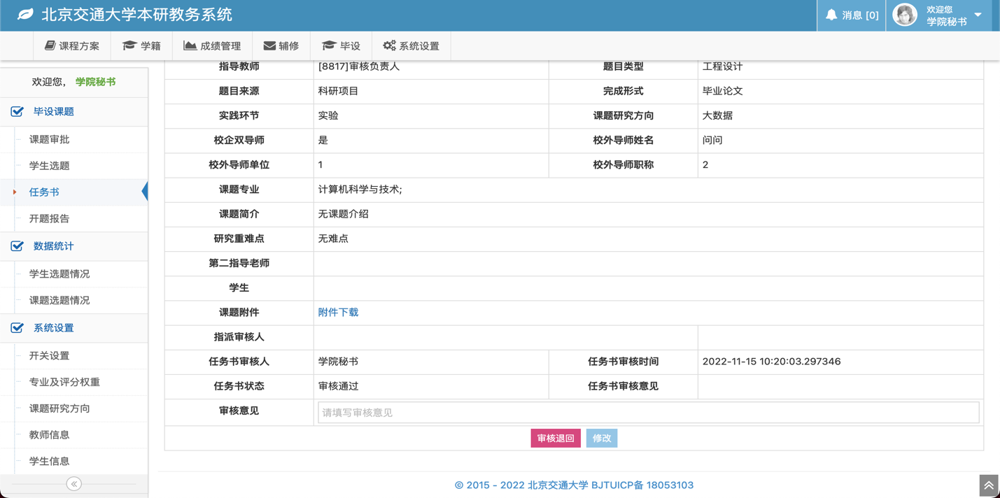 北京交通大学本研教务系统
消息 [0]
欢迎您
学院秘书
课程方案 学籍 成绩管理 辅修 毕设 系统设置
欢迎您， 学院秘书
毕设课题
课题审批
学生选题
任务书
开题报告
数据统计
学生选题情况
课题选题情况
系统设置
开关设置
专业及评分权重
课题研究方向
教师信息
学生信息
指导教师 [8817]审核负责人 题目类型 工程设计
题目来源 科研项目 完成形式 毕业论文
实践环节 实验 课题研究方向 大数据
校企双导师 是 校外导师姓名 问问
校外导师单位 1 校外导师职称 2
课题专业 计算机科学与技术;
课题简介 无课题介绍
研究重难点 无难点
第二指导老师
学生
课题附件 附件下载
指派审核人
任务书审核人 学院秘书 任务书审核时间 2022-11-15 10:20:03.297346
任务书状态 审核通过 任务书审核意见
审核意见 请填写审核意见
审核退回 修改
© 2015 - 2022 北京交通大学 BJTUICP备 18053103